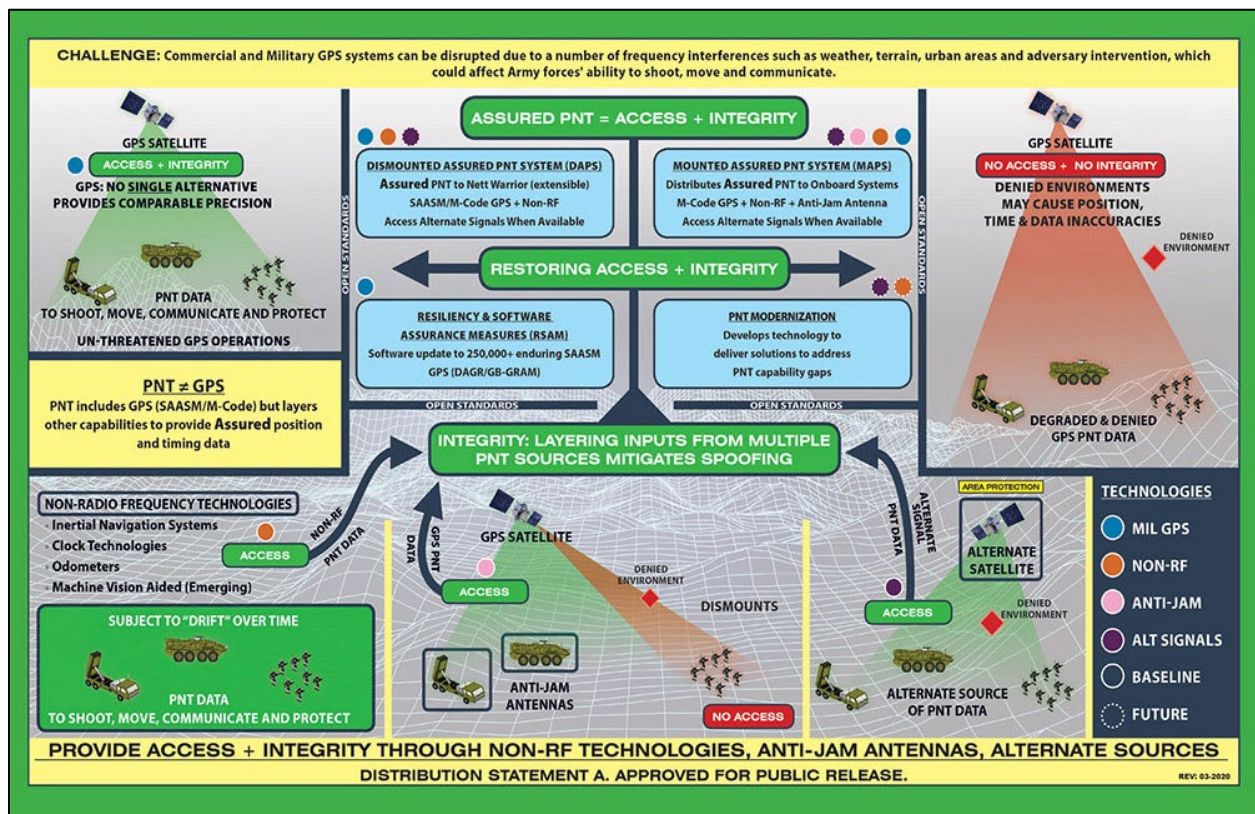 CHALLENGE: Commercial and Military GPS systems can be disrupted due to a number of frequency interferences such as weather, terrain, urban areas and adversary intervention, which
could affect Army forces' ability to shoot, move and communicate.
GPS SATELLITE
ACCESS + INTEGRITY
GPS: NO SINGLE ALTERNATIVE
PROVIDES COMPARABLE PRECISION
PNT DATA
TO SHOOT, MOVE, COMMUNICATE AND PROTECT
UN-THREATENED GPS OPERATIONS
PNT ≠ GPS
PNT includes GPS (SAASM/M-Code) but layers
other capabilities to provide Assured position
and timing data
OPEN STANDARDS
ASSURED PNT = ACCESS + INTEGRITY
DISMOUNTED ASSURED PNT SYSTEM (DAPS)
Assured PNT to Nett Warrior (extensible)
SAASM/M-Code GPS + Non-RF
Access Alternate Signals When Available
MOUNTED ASSURED PNT SYSTEM (MAPS)
Distributes Assured PNT to Onboard Systems
M-Code GPS + Non-RF + Anti-Jam Antenna
Access Alternate Signals When Available
RESTORING ACCESS + INTEGRITY
RESILIENCY & SOFTWARE
ASSURANCE MEASURES (RSAM)
Software update to 250,000+ enduring SAASM
GPS (DAGR/GB-GRAM)
PNT MODERNIZATION
Develops technology to
deliver solutions to address
PNT capability gaps
OPEN STANDARDS
OPEN STANDARDS
OPEN STANDARDS
INTEGRITY: LAYERING INPUTS FROM MULTIPLE
PNT SOURCES MITIGATES SPOOFING
GPS SATELLITE
NO ACCESS + NO INTEGRITY
DENIED ENVIRONMENTS
MAY CAUSE POSITION,
TIME & DATA INACCURACIES
DENIED
ENVIRONMENT
DEGRADED & DENIED
GPS PNT DATA
NON-RADIO FREQUENCY TECHNOLOGIES
· Inertial Navigation Systems
· Clock Technologies
· Odometers
· Machine Vision Aided (Emerging)
ACCESS
NON-RF
PNT DATA
SUBJECT TO "DRIFT" OVER TIME
PNT DATA
TO SHOOT, MOVE, COMMUNICATE AND PROTECT
GPS PNT
DATA
GPS SATELLITE
ACCESS
DENIED
ENVIRONMENT
DISMOUNTS
ANTI-JAM
ANTENNAS
NO ACCESS
ALTERNATE
SIGNAL
PNT DATA
ACCESS
AREA PROTECTION
ALTERNATE
SATELLITE
DENIED
ENVIRONMENT
ALTERNATE SOURCE
OF PNT DATA
TECHNOLOGIES
MIL GPS
NON-RF
ANTI-JAM
ALT SIGNALS
BASELINE
FUTURE
PROVIDE ACCESS + INTEGRITY THROUGH NON-RF TECHNOLOGIES, ANTI-JAM ANTENNAS, ALTERNATE SOURCES
DISTRIBUTION STATEMENT A. APPROVED FOR PUBLIC RELEASE.
REV: 03-2020